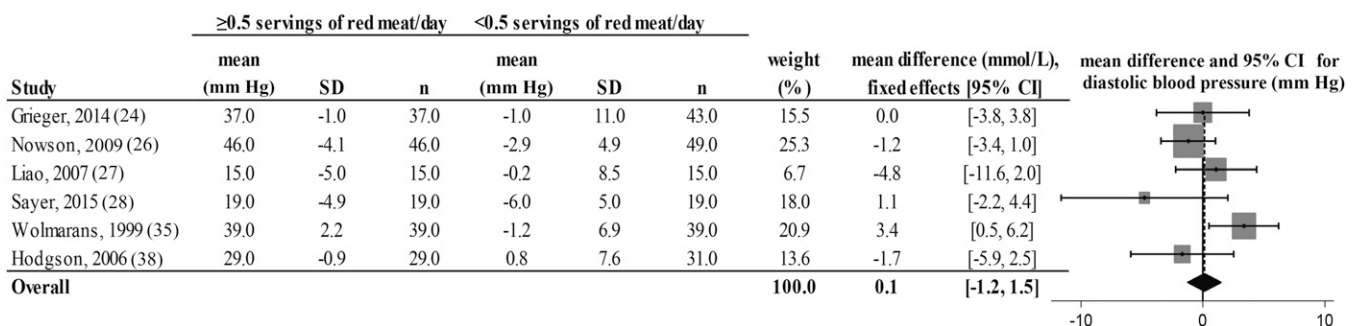 ≥0.5 servings of red meat/day <0.5 servings of red meat/day
mean mean weight mean difference (mmol/L), mean difference and 95% CI for
Study (mm Hg) SD n (mm Hg) SD n (%) fixed effects [95% CI] diastolic blood pressure (mm Hg)
Grieger, 2014 (24) 37.0 -1.0 37.0 -1.0 11.0 43.0 15.5 0.0 [-3.8, 3.8]
Nowson, 2009 (26) 46.0 -4.1 46.0 -2.9 4.9 49.0 25.3 -1.2 [-3.4, 1.0]
Liao, 2007 (27) 15.0 -5.0 15.0 -0.2 8.5 15.0 6.7 -4.8 [-11.6, 2.0]
Sayer, 2015 (28) 19.0 -4.9 19.0 -6.0 5.0 19.0 18.0 1.1 [-2.2, 4.4]
Wolmarans, 1999 (35) 39.0 2.2 39.0 -1.2 6.9 39.0 20.9 3.4 [0.5, 6.2]
Hodgson, 2006 (38) 29.0 -0.9 29.0 0.8 7.6 31.0 13.6 -1.7 [-5.9, 2.5]
Overall 100.0 0.1 [-1.2, 1.5]
-10 0 10